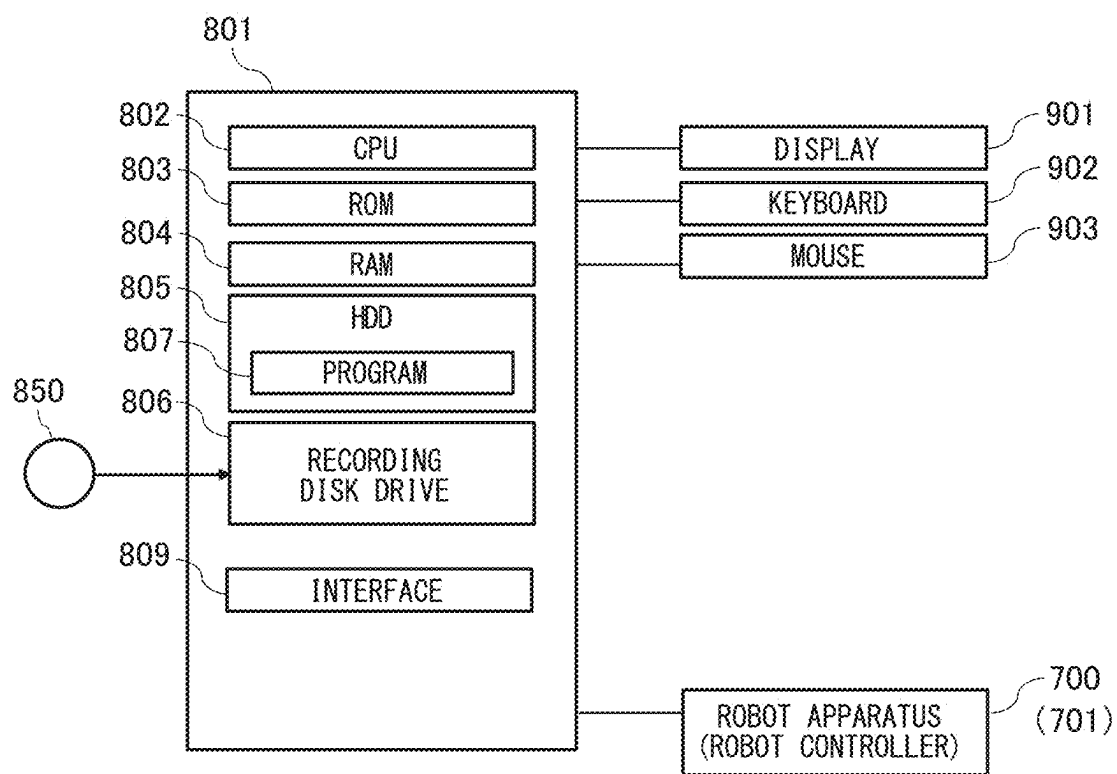 801
802
CPU
901
DISPLAY
803
ROM
902
KEYBOARD
804
RAM
903
MOUSE
805
HDD
807
PROGRAM
850
806
RECORDING
DISK DRIVE
809
INTERFACE
700
(701)
ROBOT APPARATUS
(ROBOT CONTROLLER)